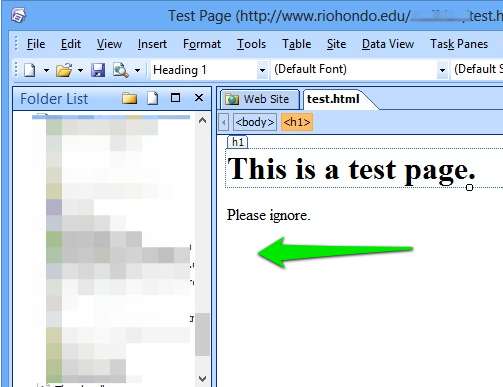 Test Page (http://www.riohondo.edu/ test.h
File Edit View Insert Format Tools Table Site Data View Task Panes
Heading 1 (Default Font) (Default S
Folder List Web Site test.html
<body> <h1>
h1
This is a test page.
Please ignore.